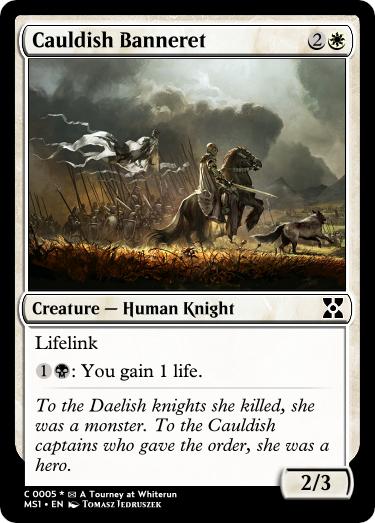 Cauldish Banneret 2
Creature — Human Knight
Lifelink
1: You gain 1 life.
To the Daelish knights she killed, she
was a monster. To the Cauldish
captains who gave the order, she was a
hero.
2/3
C 0005 * A Tourney at Whiterun
MS1 • EN Tomasz Jedruszek